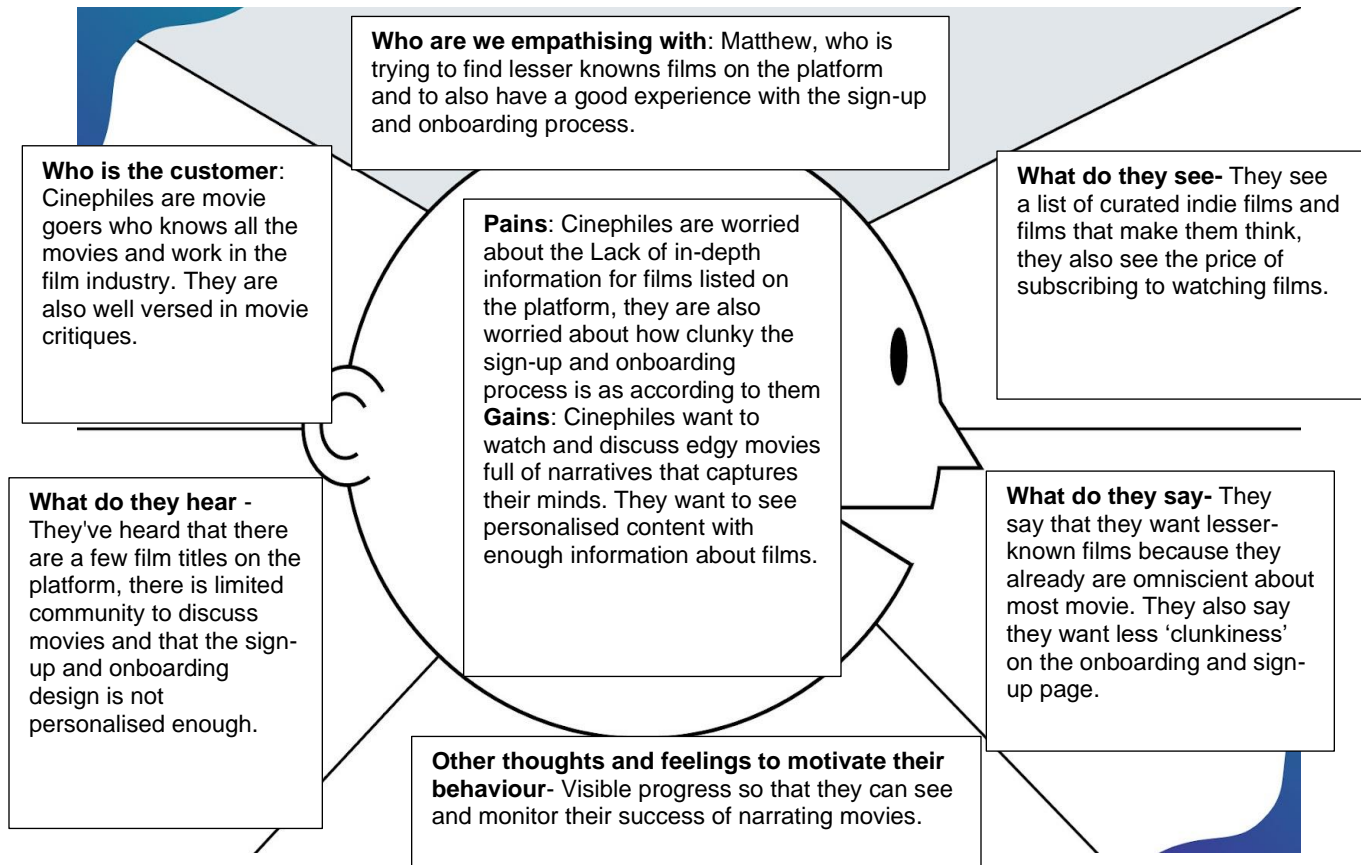 Who are we empathising with: Matthew, who is
trying to find lesser knowns films on the platform
and to also have a good experience with the sign-up
and onboarding process.
Who is the customer:
Cinephiles are movie
goers who knows all the
movies and work in the
film industry. They are
also well versed in movie
critiques.
Pains: Cinephiles are worried
about the Lack of in-depth
information for films listed on
the platform, they are also
worried about how clunky the
sign-up and onboarding
process is as according to them
Gains: Cinephiles want to
watch and discuss edgy movies
full of narratives that captures
their minds. They want to see
personalised content with
enough information about films.
What do they see- They see
a list of curated indie films and
films that make them think,
they also see the price of
subscribing to watching films.
What do they hear -
They've heard that there
are a few film titles on the
platform, there is limited
community to discuss
movies and that the sign-
up and onboarding
design is not
personalised enough.
What do they say- They
say that they want lesser-
known films because they
already are omniscient about
most movie. They also say
they want less ‘clunkiness’
on the onboarding and sign-
up page.
Other thoughts and feelings to motivate their
behaviour- Visible progress so that they can see
and monitor their success of narrating movies.